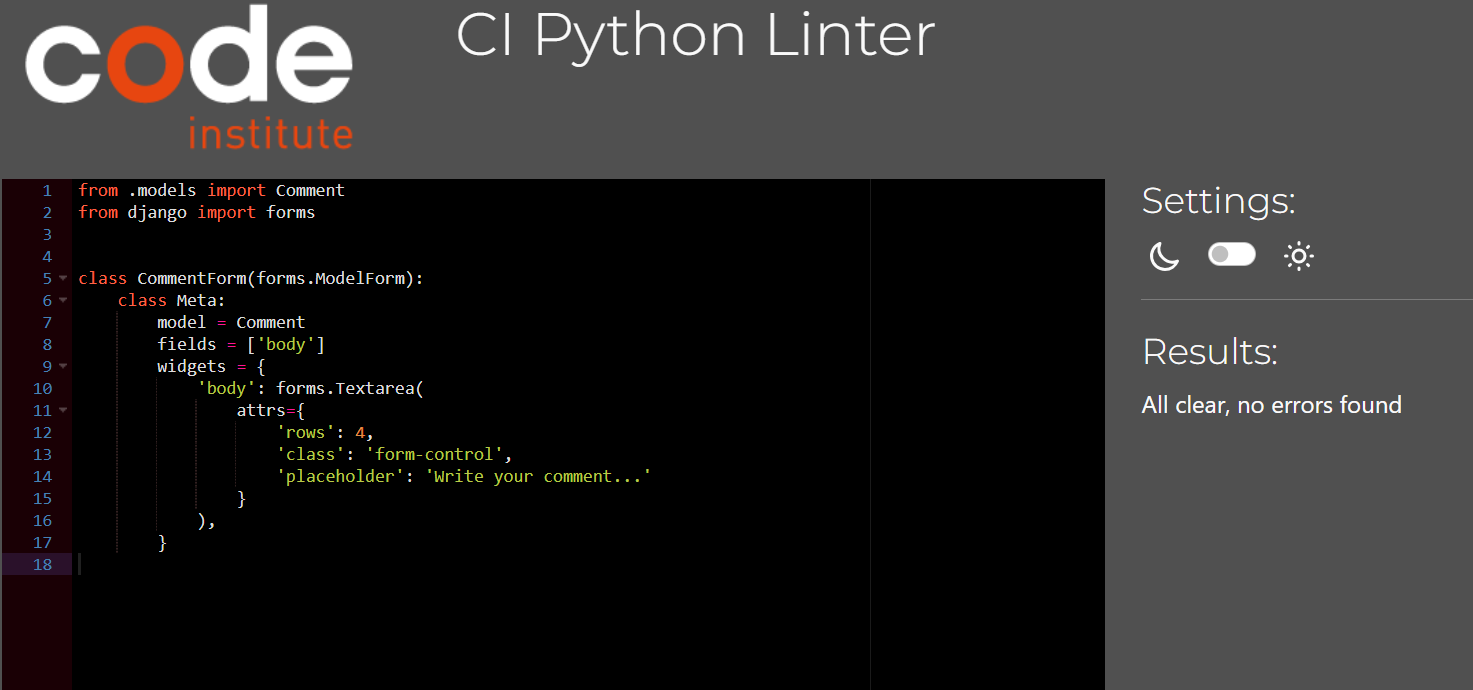 code
institute
CI Python Linter
1 from .models import Comment
2 from django import forms
3
4
5 class CommentForm(forms.ModelForm):
6     class Meta:
7         model = Comment
8         fields = ['body']
9         widgets = {
10             'body': forms.Textarea(
11                 attrs={
12                     'rows': 4,
13                     'class': 'form-control',
14                     'placeholder': 'Write your comment...'
15                 }
16             ),
17         }
18
Settings:
Results:
All clear, no errors found